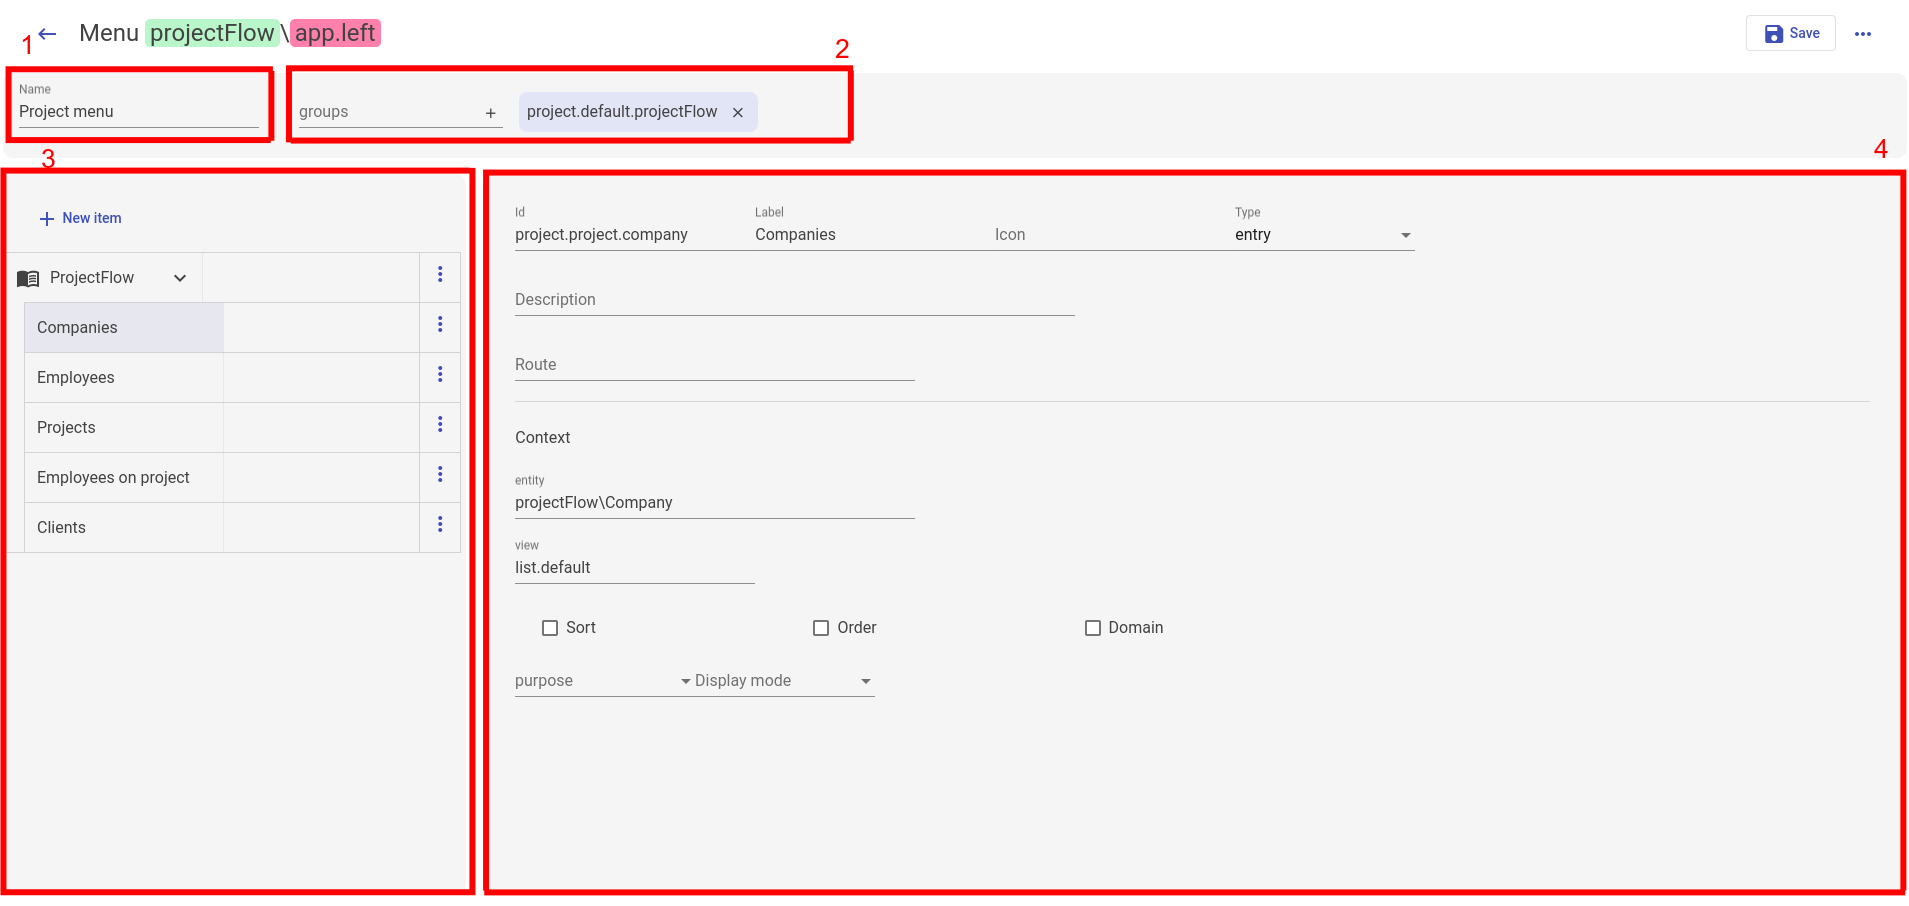 1
Menu projectFlow\app.left
2
Save
Name
Project menu
groups +
project.default.projectFlow
3
4
New item
ProjectFlow
Companies
Employees
Projects
Employees on project
Clients
Id
project.project.company
Label
Companies
Icon
Type
entry
Description
Route
Context
entity
projectFlow\Company
view
list.default
Sort
Order
Domain
purpose
Display mode